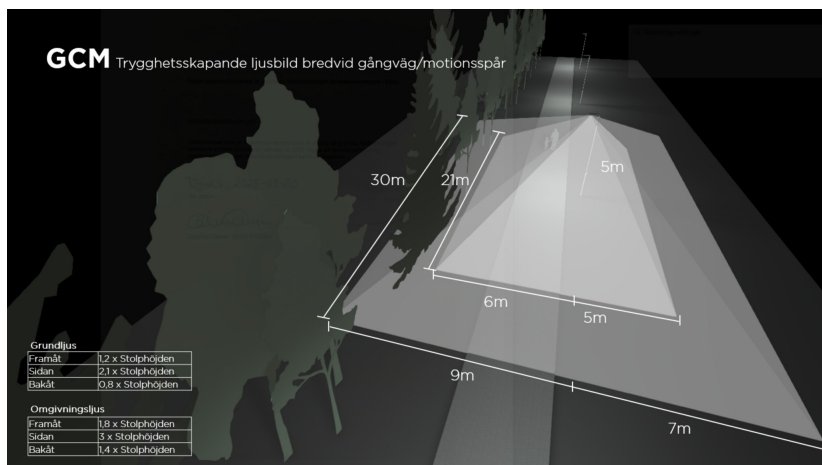 GCM Trygghetsskapande ljusbild bredvid gångväg/motionsspår
5m
30m
21m
6m
5m
9m
7m
Grundljus
Framåt 1,2 x Stolphöjden
Sidan 2,1 x Stolphöjden
Bakåt 0,8 x Stolphöjden
Omgivningsljus
Framåt 1,8 x Stolphöjden
Sidan 3 x Stolphöjden
Bakåt 1,4 x Stolphöjden